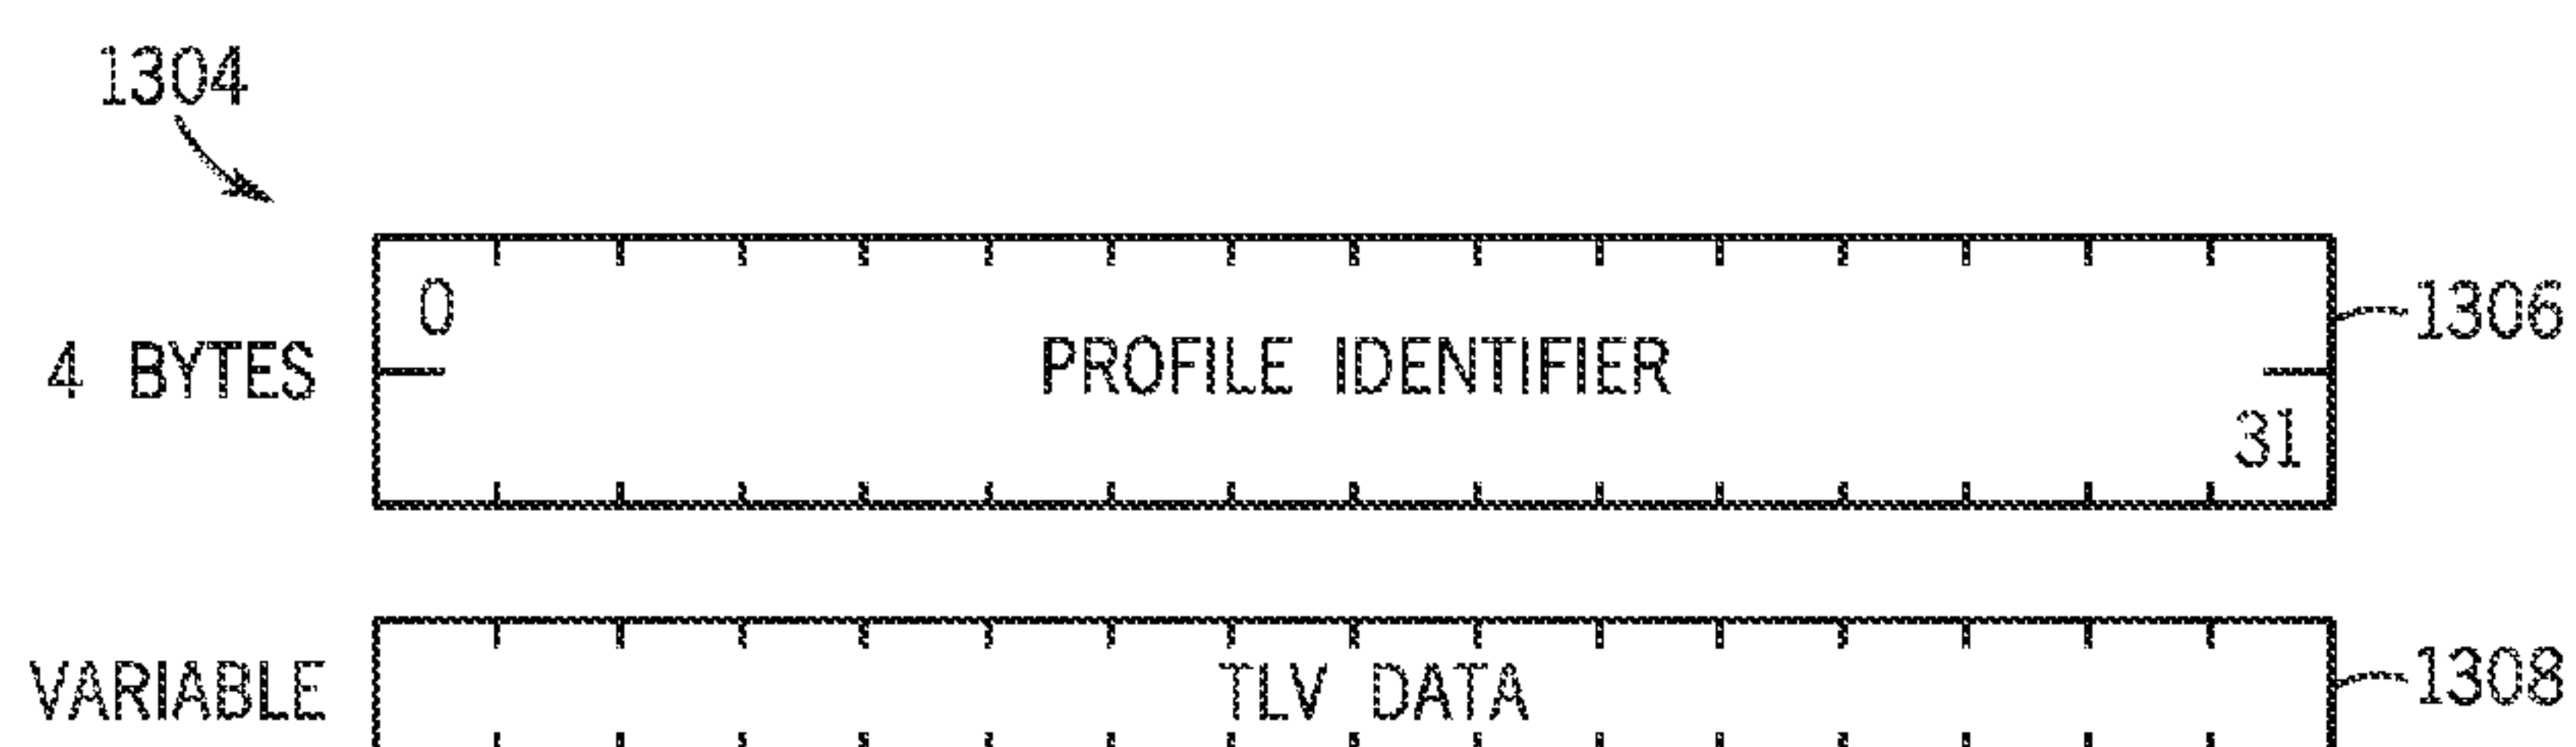 1304
0
1306
4 BYTES PROFILE IDENTIFIER
31
VARIABLE TLV DATA 1308